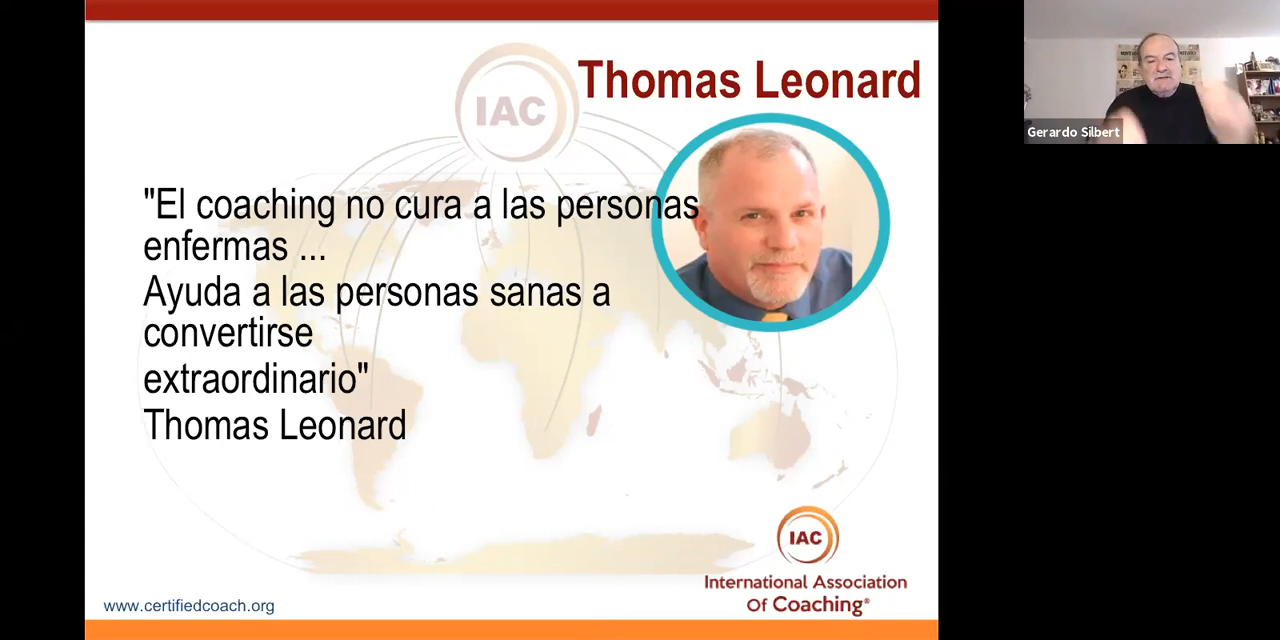 IAC
Thomas Leonard
"El coaching no cura a las personas
enfermas ...
Ayuda a las personas sanas a
convertirse
extraordinario"
Thomas Leonard
IAC
International Association
Of Coaching®
www.certifiedcoach.org
Gerardo Silbert